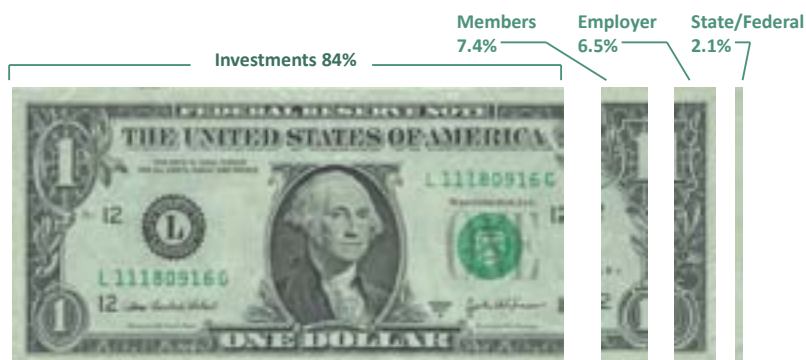 Members
7.4%
Employer
6.5%
State/Federal
2.1%
Investments 84%
FEDERAL RESERVE NOTE
THE UNITED STATES OF AMERICA
L 11180916 G
12
L
L 11180916 G
12
ONE DOLLAR
1
1
1